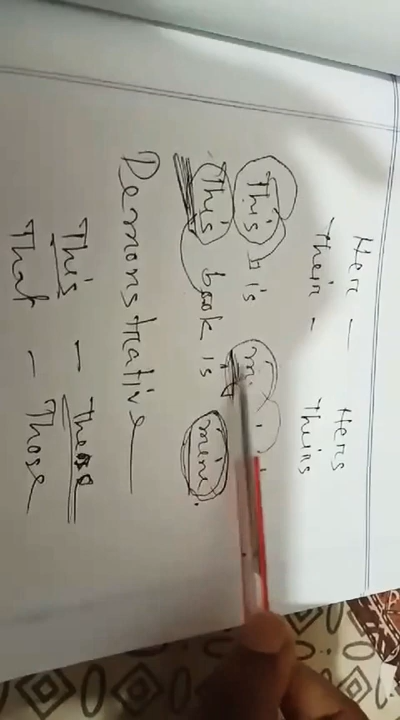 Her – Hers
Their – Theirs
This is
This book is mine.
Demonstrative
This – These
That – Those